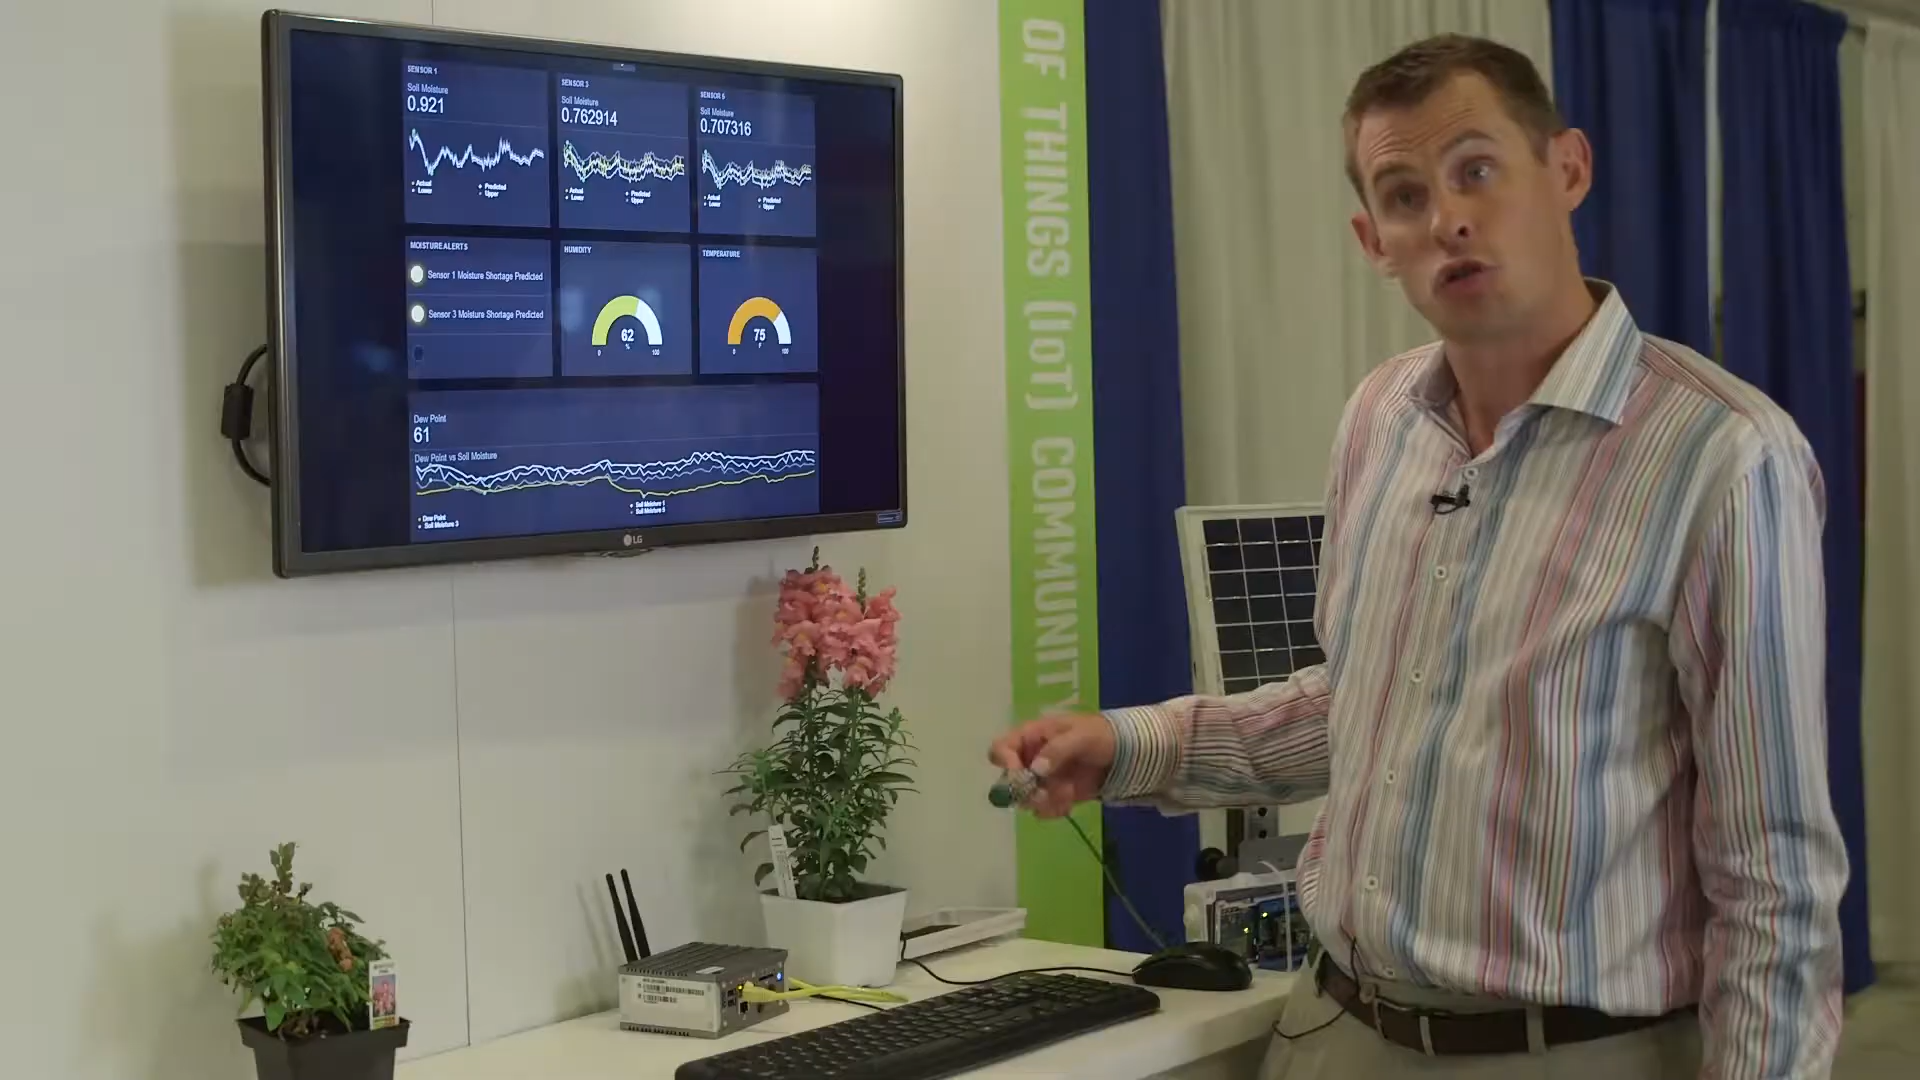 SENSOR 1
Soil Moisture
0.921
Actual
Lower
Predicted
Upper
SENSOR 3
Soil Moisture
0.762914
Actual
Lower
Predicted
Upper
SENSOR 5
Soil Moisture
0.707316
Actual
Lower
Predicted
Upper
MOISTURE ALERTS
Sensor 1 Moisture Shortage Predicted
Sensor 3 Moisture Shortage Predicted
HUMIDITY
62
%
0
100
TEMPERATURE
75
F
0
100
Dew Point
61
Dew Point vs Soil Moisture
Dew Point
Soil Moisture 3
Soil Moisture 1
Soil Moisture 5
LG
OF THINGS (IoT) COMMUNITY